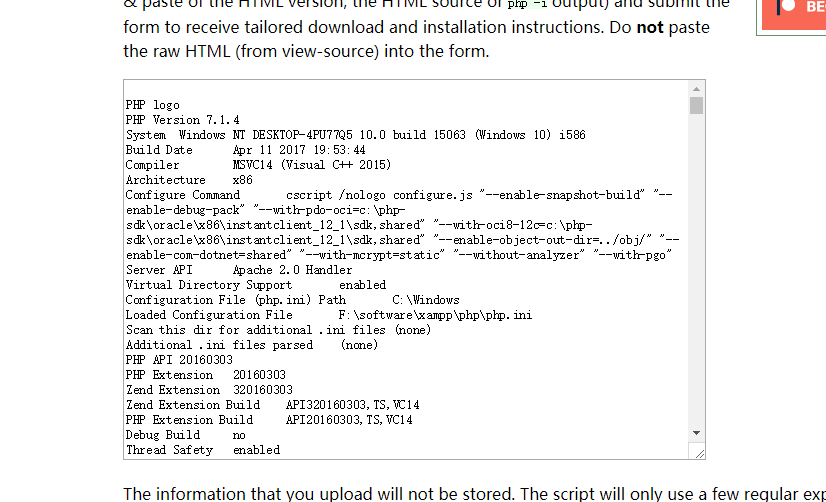 & paste of the HTML version, the HTML source or php -i output) and submit the
form to receive tailored download and installation instructions. Do not paste
the raw HTML (from view-source) into the form.
BE
PHP logo
PHP Version 7.1.4
System  Windows NT DESKTOP-4PU77Q5 10.0 build 15063 (Windows 10) i586
Build Date      Apr 11 2017 19:53:44
Compiler        MSVC14 (Visual C++ 2015)
Architecture    x86
Configure Command       cscript /nologo configure.js "--enable-snapshot-build" "--
enable-debug-pack" "--with-pdo-oci=c:\php-
sdk\oracle\x86\instantclient_12_1\sdk,shared" "--with-oci8-12c=c:\php-
sdk\oracle\x86\instantclient_12_1\sdk,shared" "--enable-object-out-dir=../obj/" "--
enable-com-dotnet=shared" "--with-mcrypt=static" "--without-analyzer" "--with-pgo"
Server API      Apache 2.0 Handler
Virtual Directory Support       enabled
Configuration File (php.ini) Path       C:\Windows
Loaded Configuration File       F:\software\xampp\php\php.ini
Scan this dir for additional .ini files (none)
Additional .ini files parsed    (none)
PHP API 20160303
PHP Extension   20160303
Zend Extension  320160303
Zend Extension Build    API320160303,TS,VC14
PHP Extension Build     API20160303,TS,VC14
Debug Build     no
Thread Safety   enabled
The information that you upload will not be stored. The script will only use a few regular exp